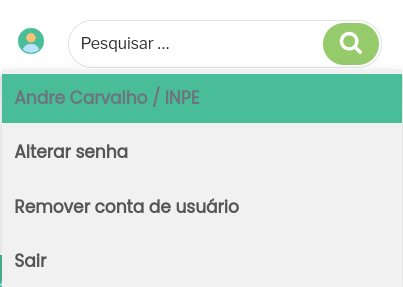 Pesquisar ...
Andre Carvalho / INPE
Alterar senha
Remover conta de usuário
Sair